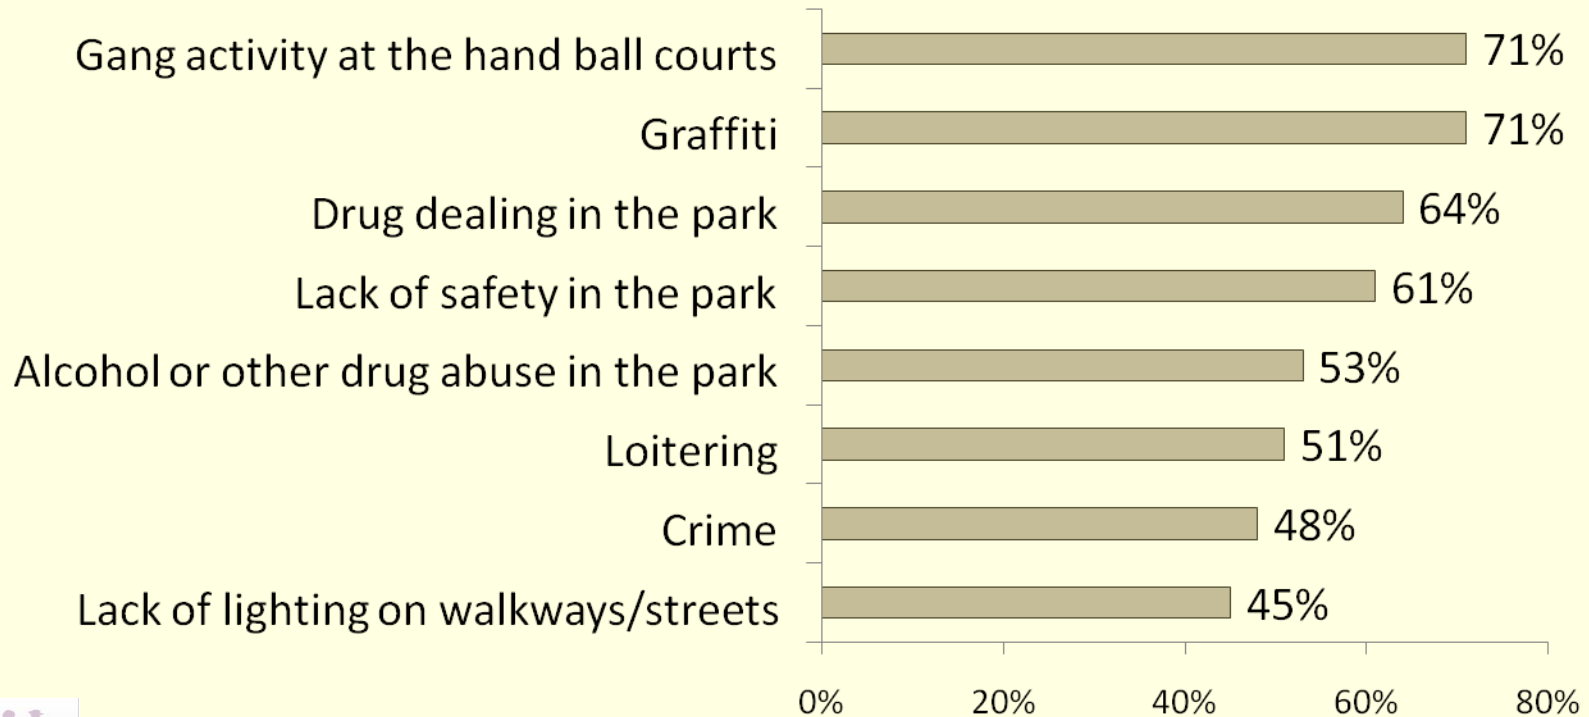 Gang activity at the hand ball courts 71%
Graffiti 71%
Drug dealing in the park 64%
Lack of safety in the park 61%
Alcohol or other drug abuse in the park 53%
Loitering 51%
Crime 48%
Lack of lighting on walkways/streets 45%
0% 20% 40% 60% 80%